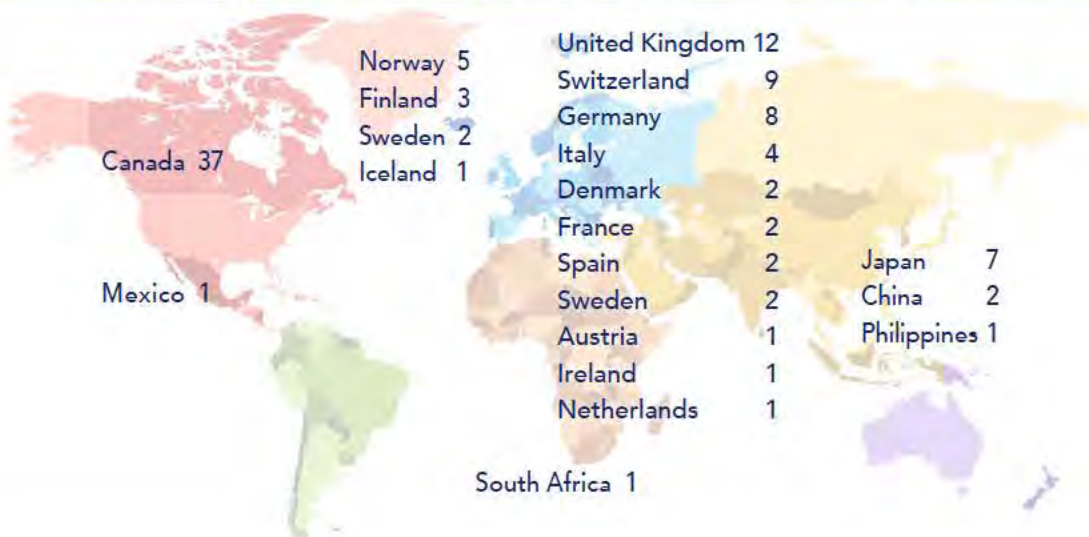 Canada 37
Mexico 1
Norway 5
Finland 3
Sweden 2
Iceland 1
United Kingdom 12
Switzerland 9
Germany 8
Italy 4
Denmark 2
France 2
Spain 2
Sweden 2
Austria 1
Ireland 1
Netherlands 1
South Africa 1
Japan 7
China 2
Philippines 1